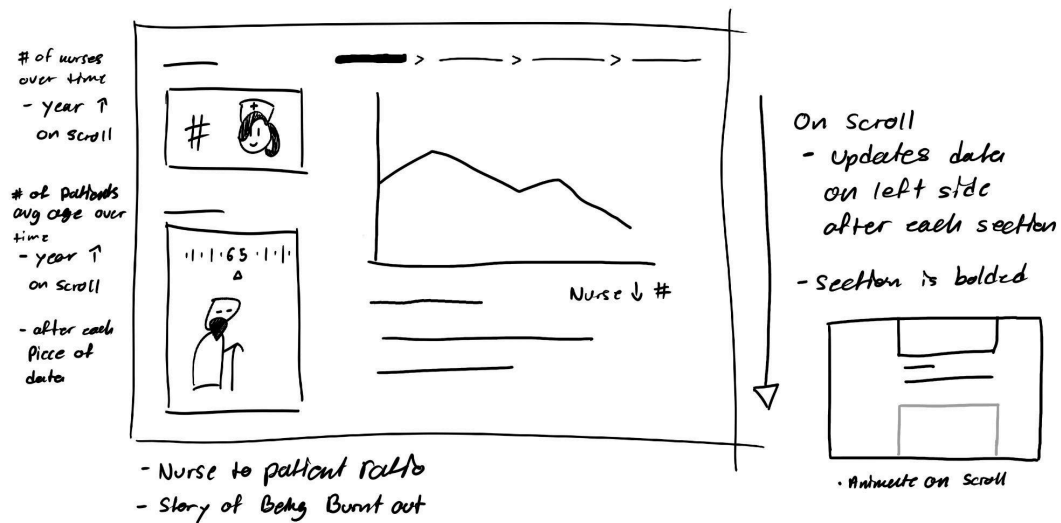 # of nurses
over time
- year ↑
on scroll
# of patients
avg age over
time
- year ↑
on scroll
- after each
piece of
data
#
> > >
65
Nurse ↓ #
- Nurse to patient ratio
- Story of Being Burnt out
On Scroll
- updates data
on left side
after each section
- section is bolded
· Animate on Scroll